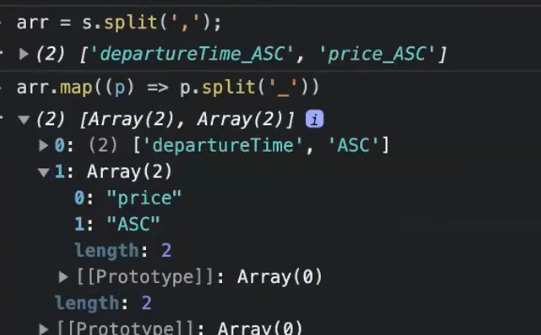 arr = s.split(',');
(2) ['departureTime_ASC', 'price_ASC']
arr.map((p) => p.split('_'))
(2) [Array(2), Array(2)] i
0: (2) ['departureTime', 'ASC']
1: Array(2)
0: "price"
1: "ASC"
length: 2
[[Prototype]]: Array(0)
length: 2
[[Prototype]]: Array(0)